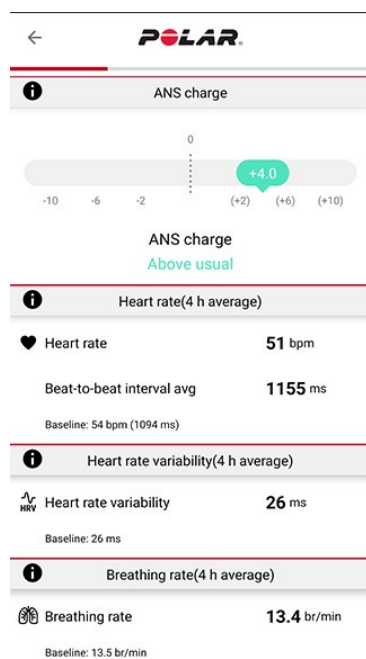 POLAR.
ANS charge
0
+4.0
-10 -6 -2 (+2) (+6) (+10)
ANS charge
Above usual
Heart rate(4 h average)
Heart rate 51 bpm
Beat-to-beat interval avg 1155 ms
Baseline: 54 bpm (1094 ms)
Heart rate variability(4 h average)
HRV Heart rate variability 26 ms
Baseline: 26 ms
Breathing rate(4 h average)
Breathing rate 13.4 br/min
Baseline: 13.5 br/min